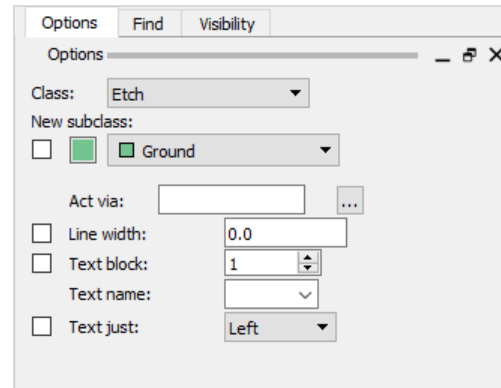 Options Find Visibility
Options
Class: Etch
New subclass:
Ground
Act via: ...
Line width: 0.0
Text block: 1
Text name:
Text just: Left